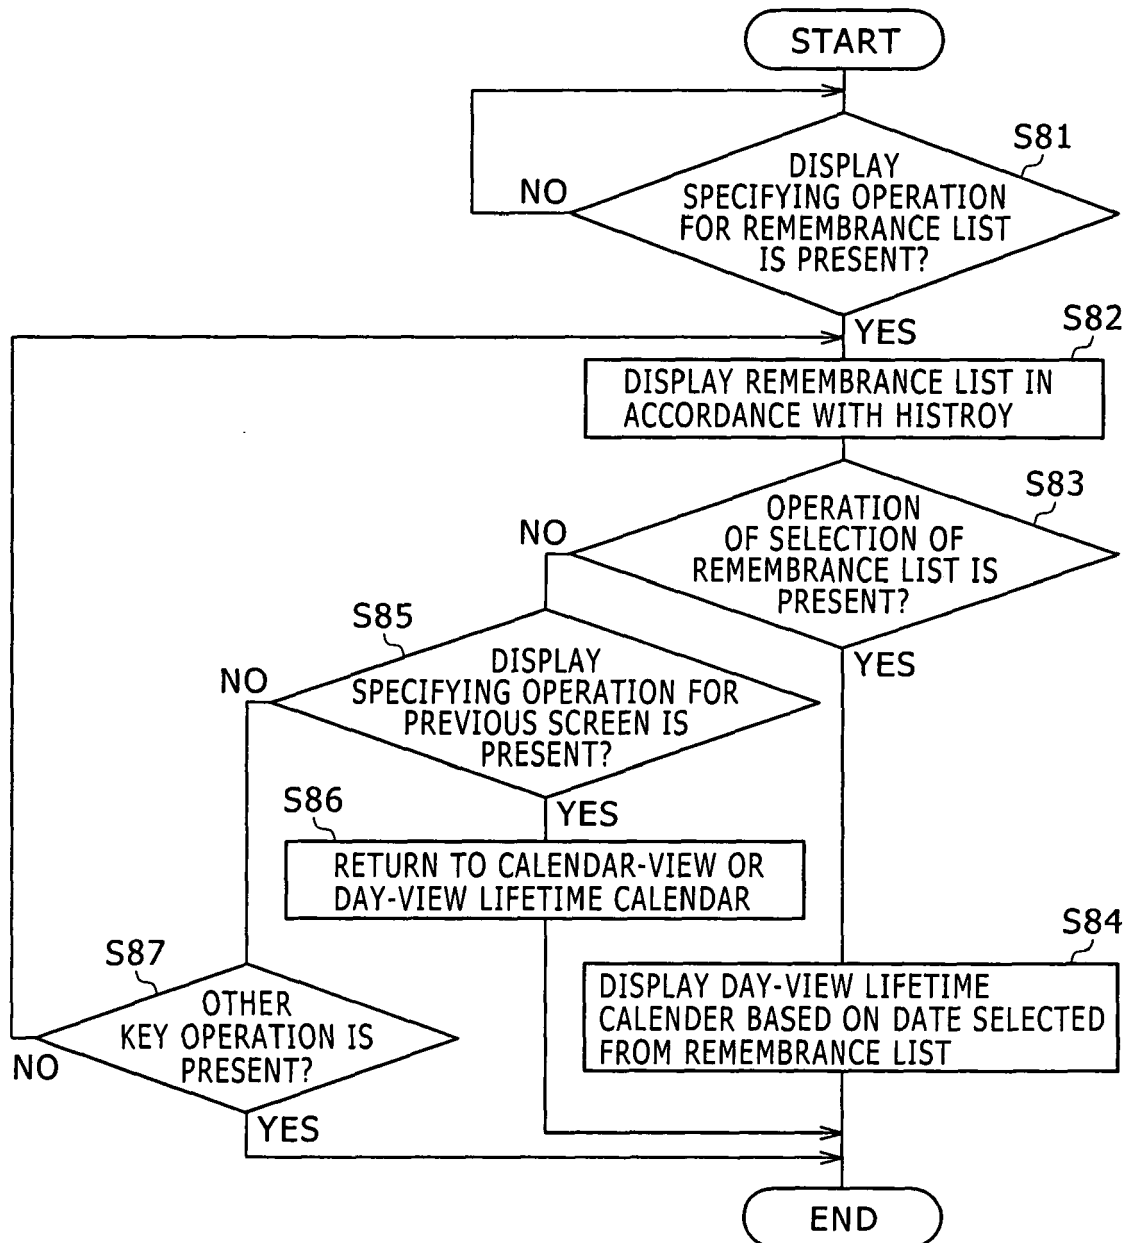 START
S81
DISPLAY
SPECIFYING OPERATION
FOR REMEMBRANCE LIST
IS PRESENT?
NO
YES
S82
DISPLAY REMEMBRANCE LIST IN
ACCORDANCE WITH HISTROY
S83
OPERATION
OF SELECTION OF
REMEMBRANCE LIST IS
PRESENT?
NO
YES
S85
DISPLAY
SPECIFYING OPERATION FOR
PREVIOUS SCREEN IS
PRESENT?
NO
YES
S86
RETURN TO CALENDAR-VIEW OR
DAY-VIEW LIFETIME CALENDAR
S84
DISPLAY DAY-VIEW LIFETIME
CALENDER BASED ON DATE SELECTED
FROM REMEMBRANCE LIST
S87
OTHER
KEY OPERATION IS
PRESENT?
NO
YES
END